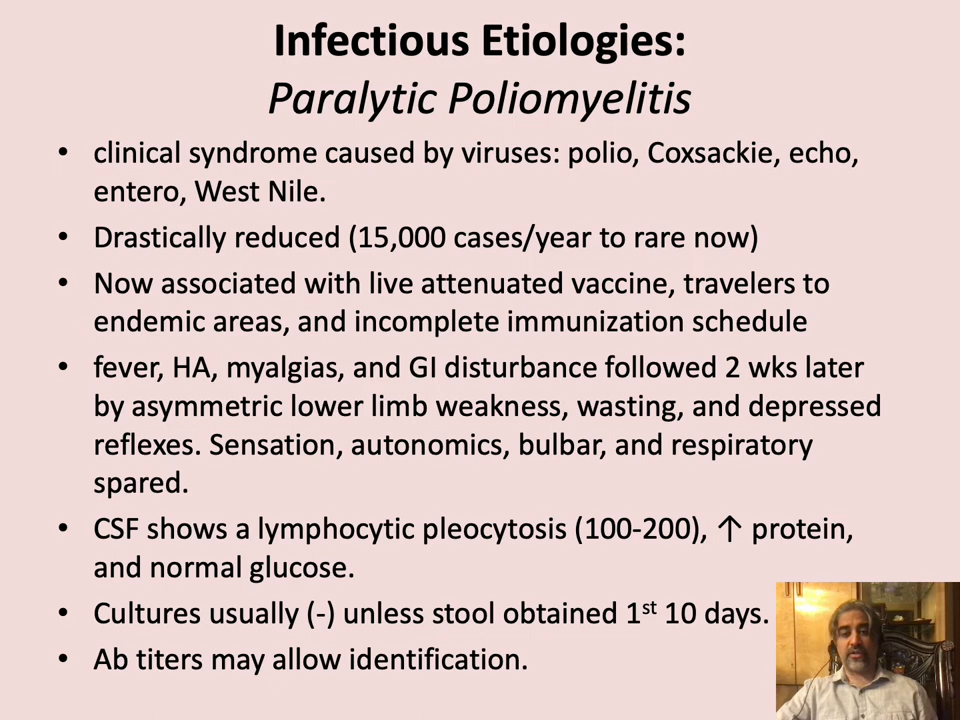 Infectious Etiologies:
Paralytic Poliomyelitis
• clinical syndrome caused by viruses: polio, Coxsackie, echo,
entero, West Nile.
• Drastically reduced (15,000 cases/year to rare now)
• Now associated with live attenuated vaccine, travelers to
endemic areas, and incomplete immunization schedule
• fever, HA, myalgias, and GI disturbance followed 2 wks later
by asymmetric lower limb weakness, wasting, and depressed
reflexes. Sensation, autonomics, bulbar, and respiratory
spared.
• CSF shows a lymphocytic pleocytosis (100-200), ↑ protein,
and normal glucose.
• Cultures usually (-) unless stool obtained 1st 10 days.
• Ab titers may allow identification.